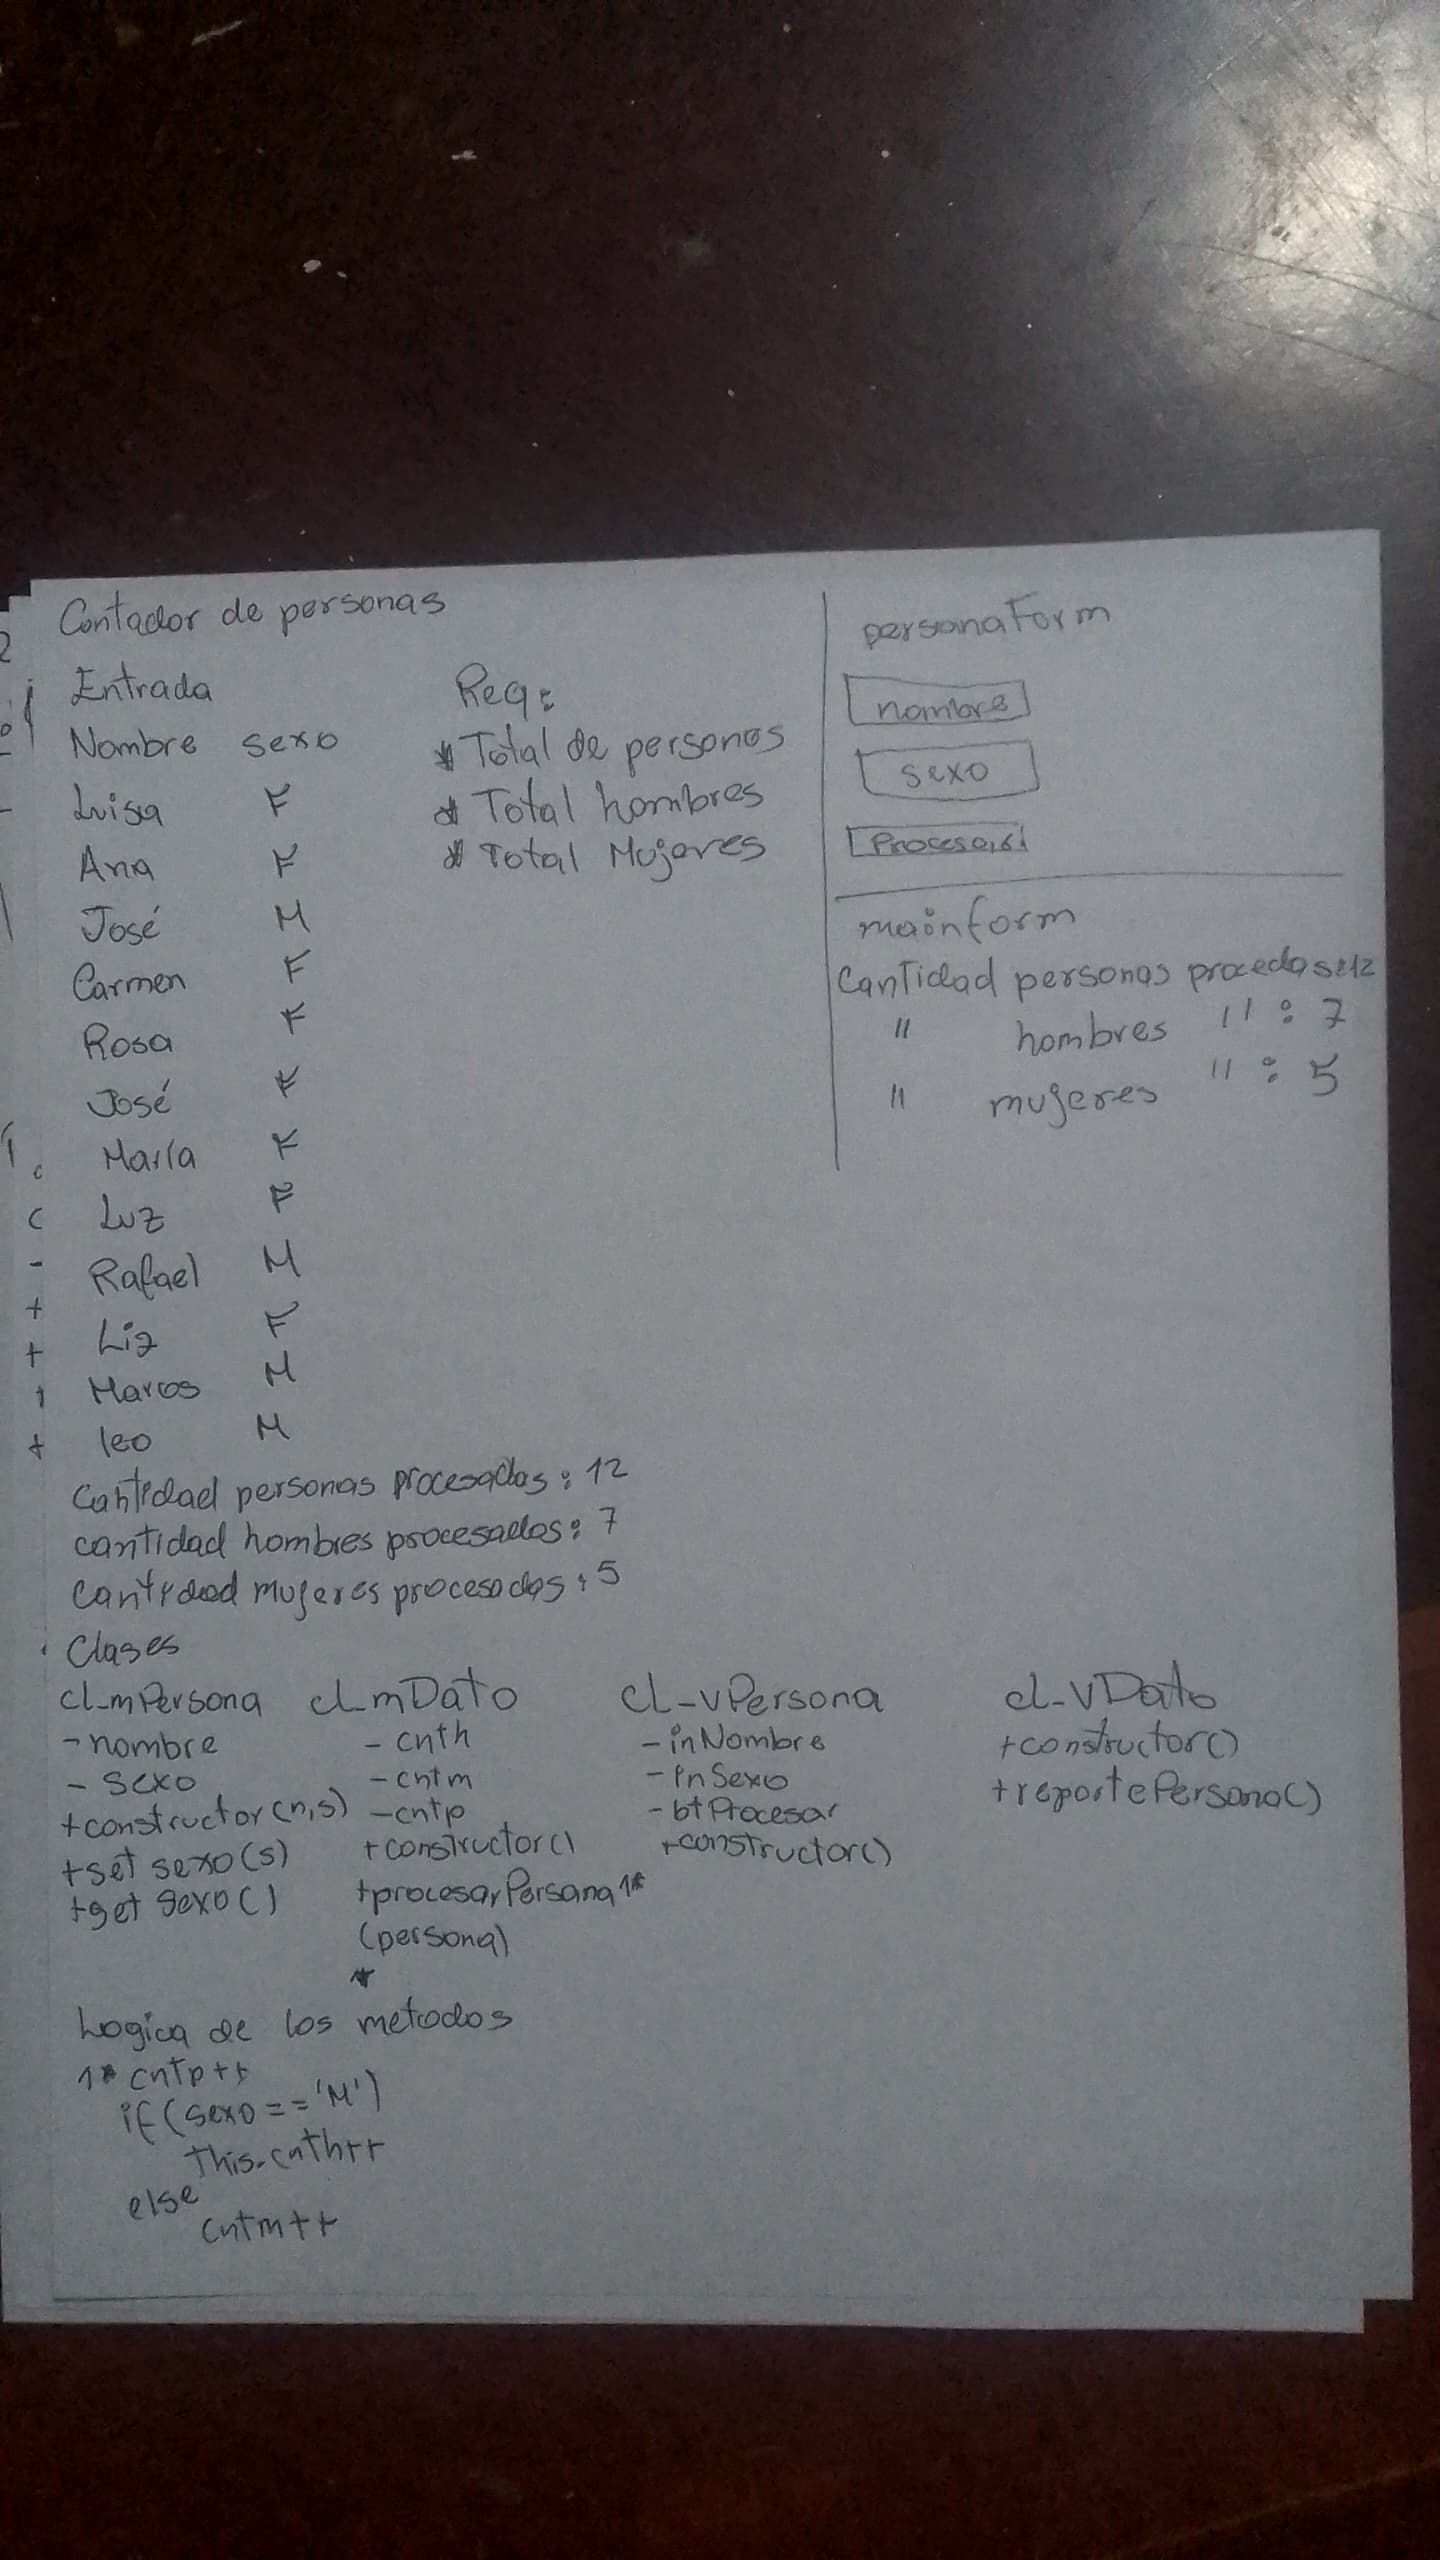 Contador de personas
Entrada
Nombre sexo
Luisa F
Ana F
José M
Carmen F
Rosa F
José F
María F
Luz F
Rafael M
Liz F
Marcos M
leo M
Req:
* Total de personas
* Total hombres
* Total Mujeres
personaForm
nombre
sexo
Procesar
mainform
Cantidad personas procedas: 12
" hombres " : 7
" mujeres " : 5
Cantidad personas procesadas: 12
cantidad hombres procesados: 7
Cantidad mujeres procesadas: 5
Clases
cl_mPersona
- nombre
- sexo
+constructor(n,s)
+set sexo(s)
+get sexo()
cl_mDato
- cnth
- cntm
- cntp
+constructor()
+procesarPersona 1*
(persona)
*
cl_vPersona
- inNombre
- inSexo
- btProcesar
+constructor()
cl_vDato
+constructor()
+reportePersona()
Logica de los metodos
1* cntp++
if(sexo=='M')
this.cnth++
else
cntm++